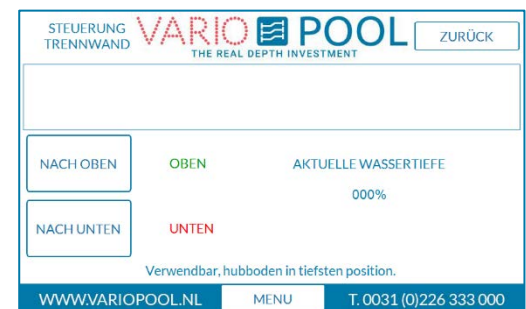 STEUERUNG
TRENNWAND
VARIO POOL
THE REAL DEPTH INVESTMENT
ZURÜCK
NACH OBEN
OBEN
AKTUELLE WASSERTIEFE
000%
NACH UNTEN
UNTEN
Verwendbar, hubboden in tiefsten position.
WWW.VARIOPOOL.NL
MENU
T. 0031 (0)226 333 000